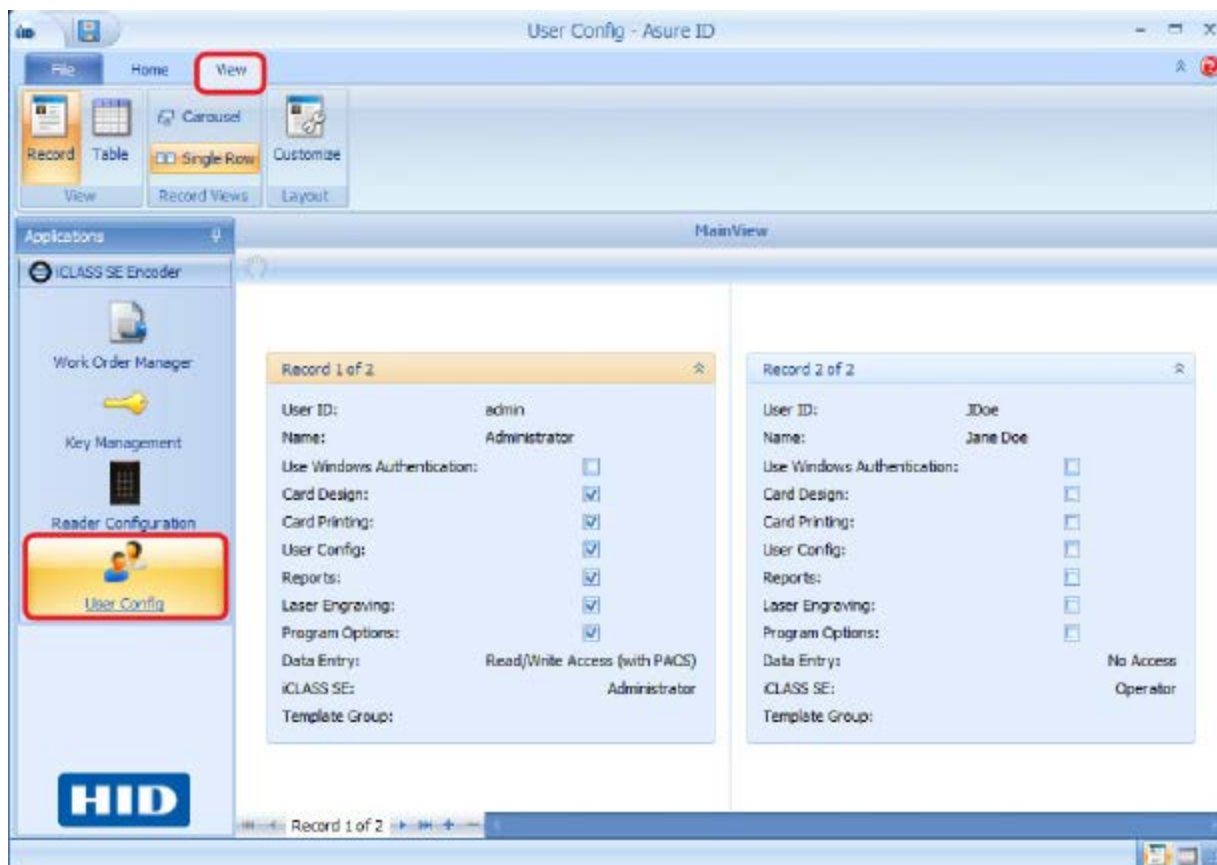 User Config - Asure ID
File Home View
Record Table Carousel Single Row Customize
View Record Views Layout
Applications MainView
iCLASS SE Encoder
Work Order Manager
Key Management
Reader Configuration
User Config
Record 1 of 2
User ID: admin
Name: Administrator
Use Windows Authentication:
Card Design:
Card Printing:
User Config:
Reports:
Laser Engraving:
Program Options:
Data Entry: Read/Write Access (with PACS)
iCLASS SE: Administrator
Template Group:
Record 2 of 2
User ID: JDoe
Name: Jane Doe
Use Windows Authentication:
Card Design:
Card Printing:
User Config:
Reports:
Laser Engraving:
Program Options:
Data Entry: No Access
iCLASS SE: Operator
Template Group:
HID
Record 1 of 2